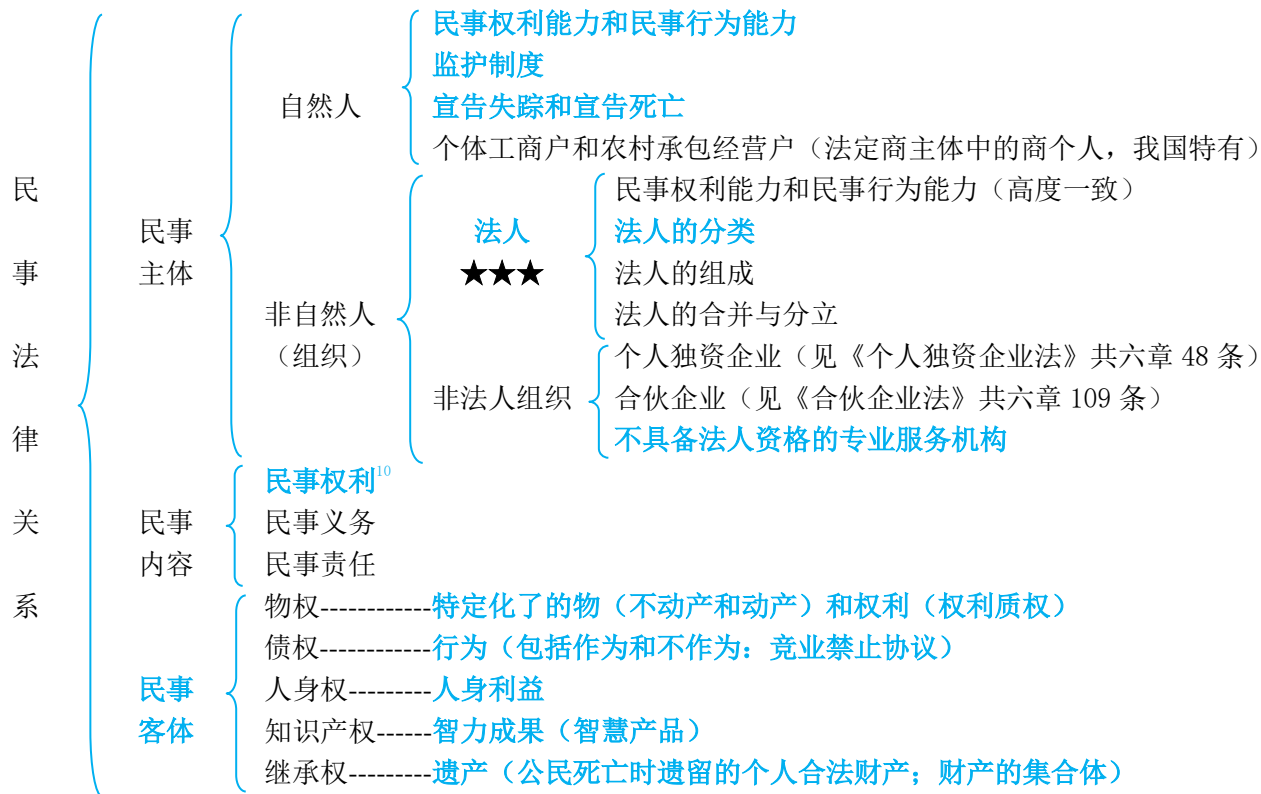 民事法律关系
民事
主体
自然人
民事权利能力和民事行为能力
监护制度
宣告失踪和宣告死亡
个体工商户和农村承包经营户（法定商主体中的商个人，我国特有）
非自然人
（组织）
法人
★★★
民事权利能力和民事行为能力（高度一致）
法人的分类
法人的组成
法人的合并与分立
非法人组织
个人独资企业（见《个人独资企业法》共六章 48 条）
合伙企业（见《合伙企业法》共六章 109 条）
不具备法人资格的专业服务机构
民事
内容
民事权利10
民事义务
民事责任
民事
客体
物权------------特定化了的物（不动产和动产）和权利（权利质权）
债权------------行为（包括作为和不作为：竞业禁止协议）
人身权---------人身利益
知识产权------智力成果（智慧产品）
继承权---------遗产（公民死亡时遗留的个人合法财产；财产的集合体）